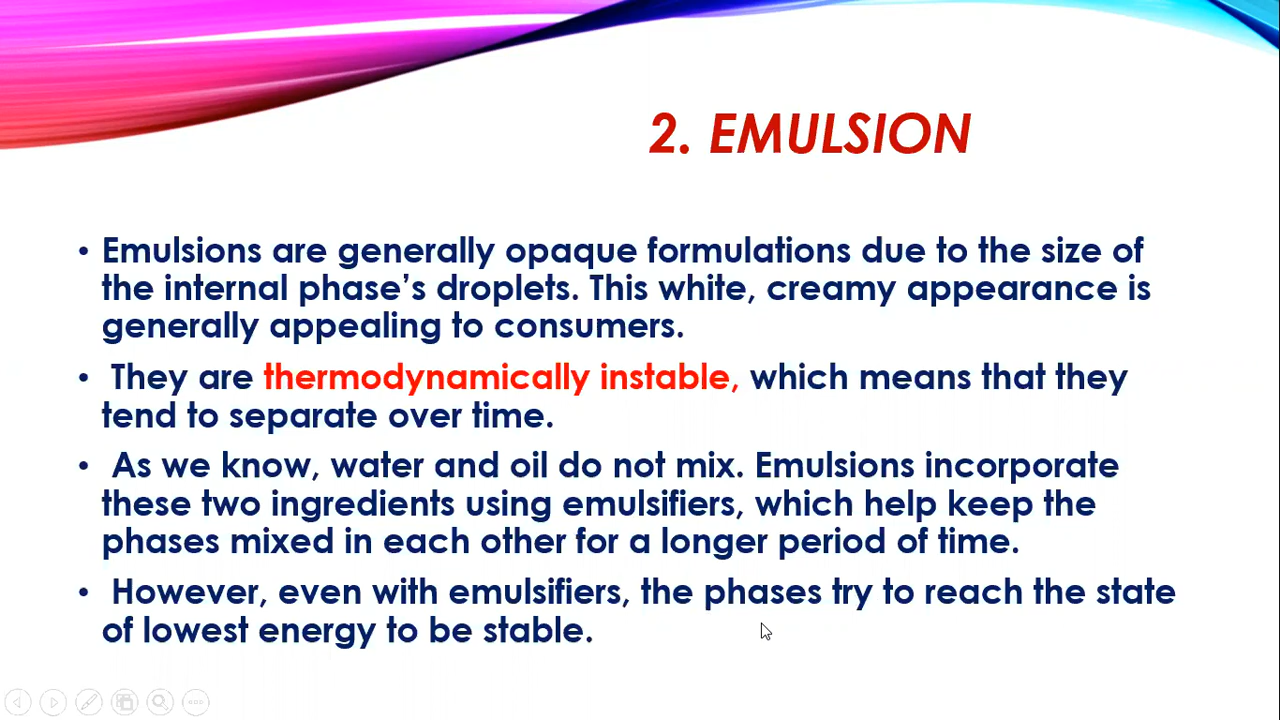 2. EMULSION
• Emulsions are generally opaque formulations due to the size of
the internal phase’s droplets. This white, creamy appearance is
generally appealing to consumers.
• They are thermodynamically instable, which means that they
tend to separate over time.
• As we know, water and oil do not mix. Emulsions incorporate
these two ingredients using emulsifiers, which help keep the
phases mixed in each other for a longer period of time.
• However, even with emulsifiers, the phases try to reach the state
of lowest energy to be stable.